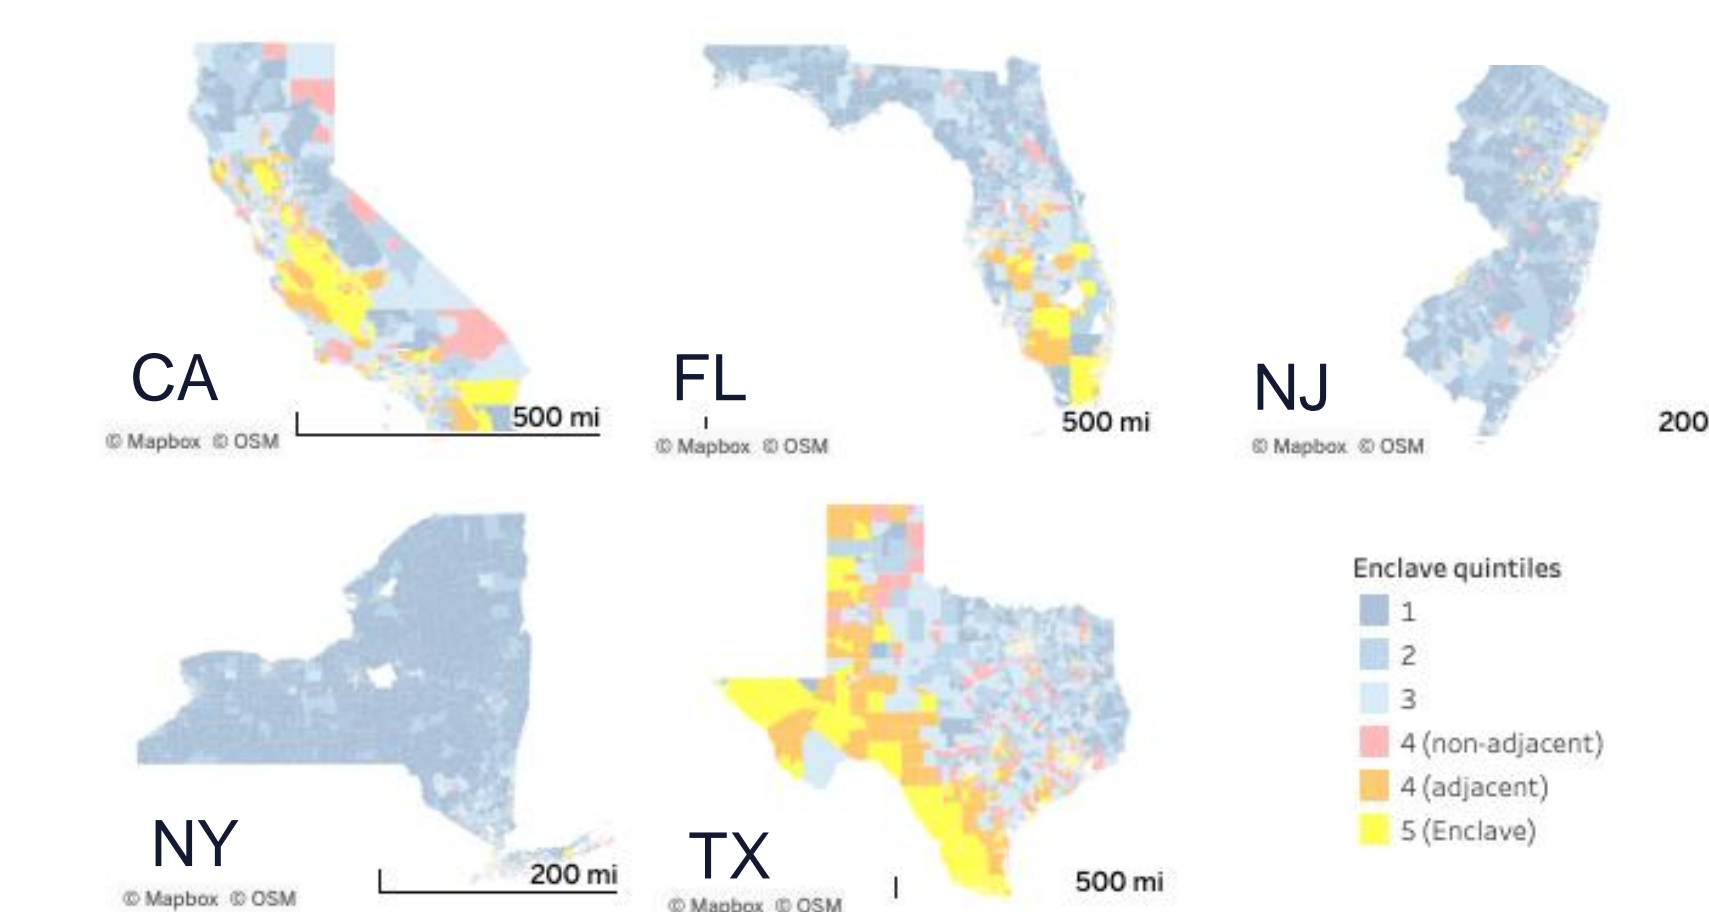 CA
500 mi
© Mapbox © OSM
FL
500 mi
© Mapbox © OSM
NJ
200
© Mapbox © OSM
NY
200 mi
© Mapbox © OSM
TX
500 mi
© Mapbox © OSM
Enclave quintiles
1
2
3
4 (non-adjacent)
4 (adjacent)
5 (Enclave)